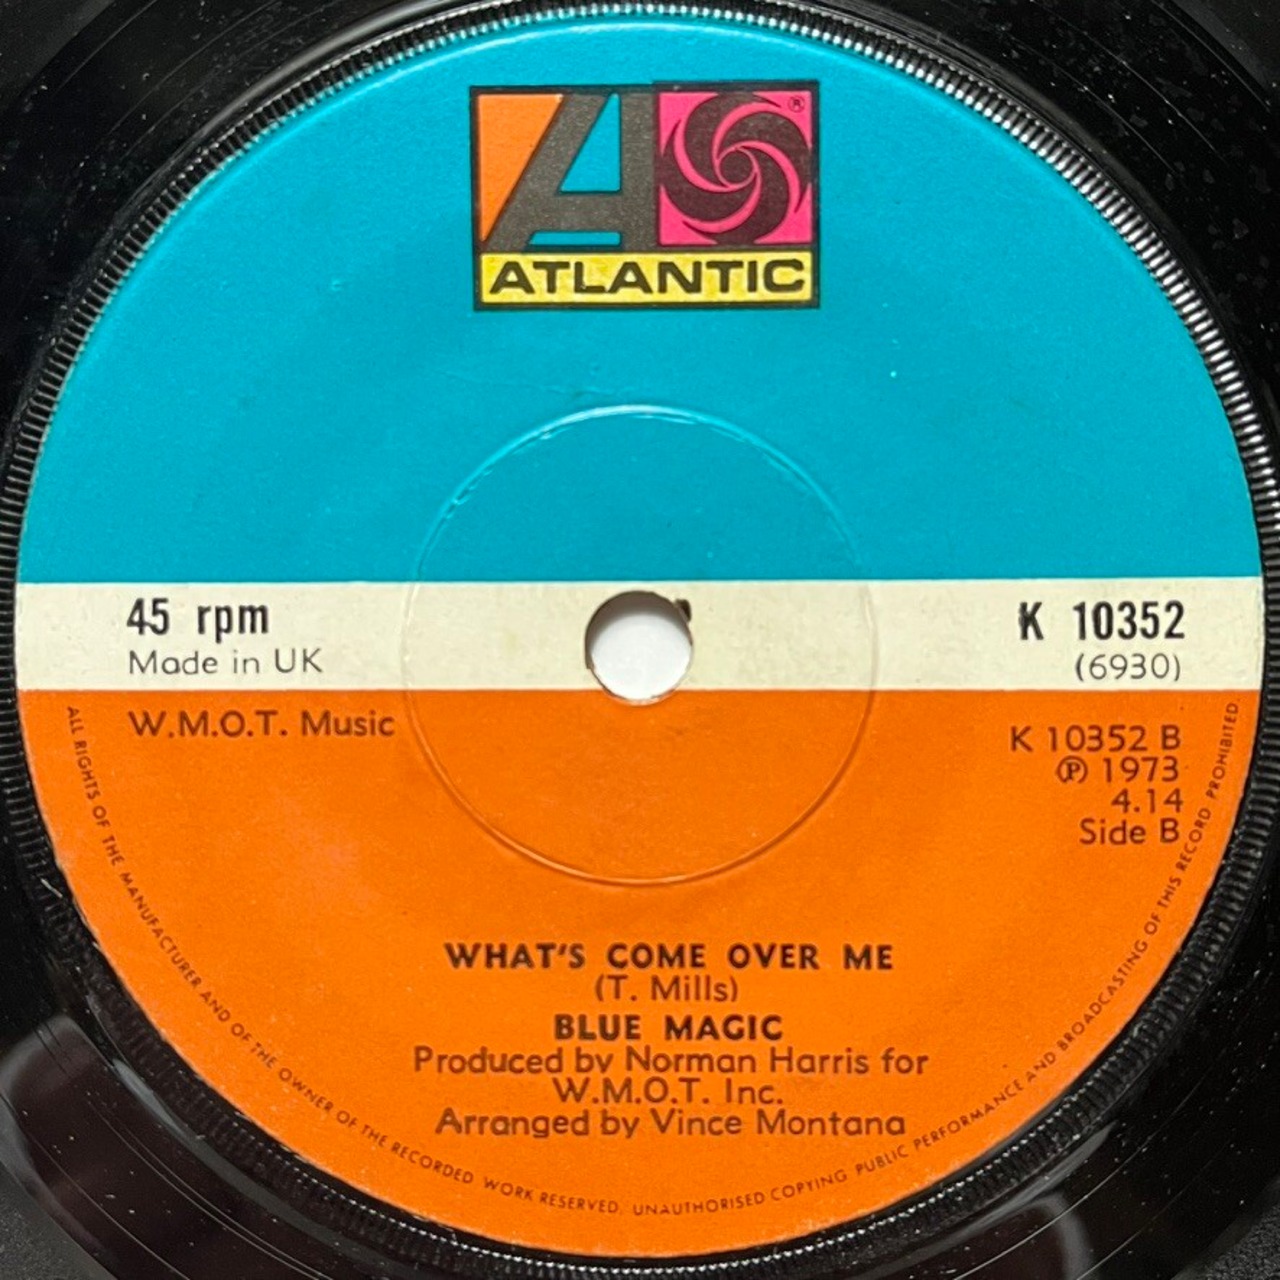 ®
ATLANTIC
45 rpm
Made in UK
K 10352
(6930)
W.M.O.T. Music
K 10352 B
Ⓟ 1973
4.14
Side B
WHAT'S COME OVER ME
(T. Mills)
BLUE MAGIC
Produced by Norman Harris for
W.M.O.T. Inc.
Arranged by Vince Montana
ALL RIGHTS OF THE MANUFACTURER AND OF THE OWNER OF THE RECORDED WORK RESERVED. UNAUTHORISED COPYING PUBLIC PERFORMANCE AND BROADCASTING OF THIS RECORD PROHIBITED